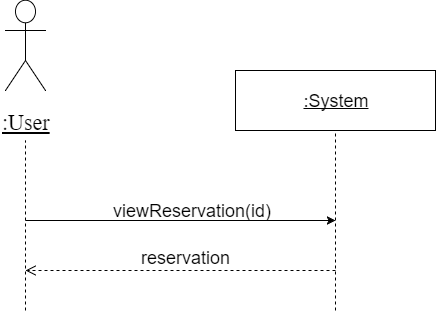 :User
:System
viewReservation(id)
reservation